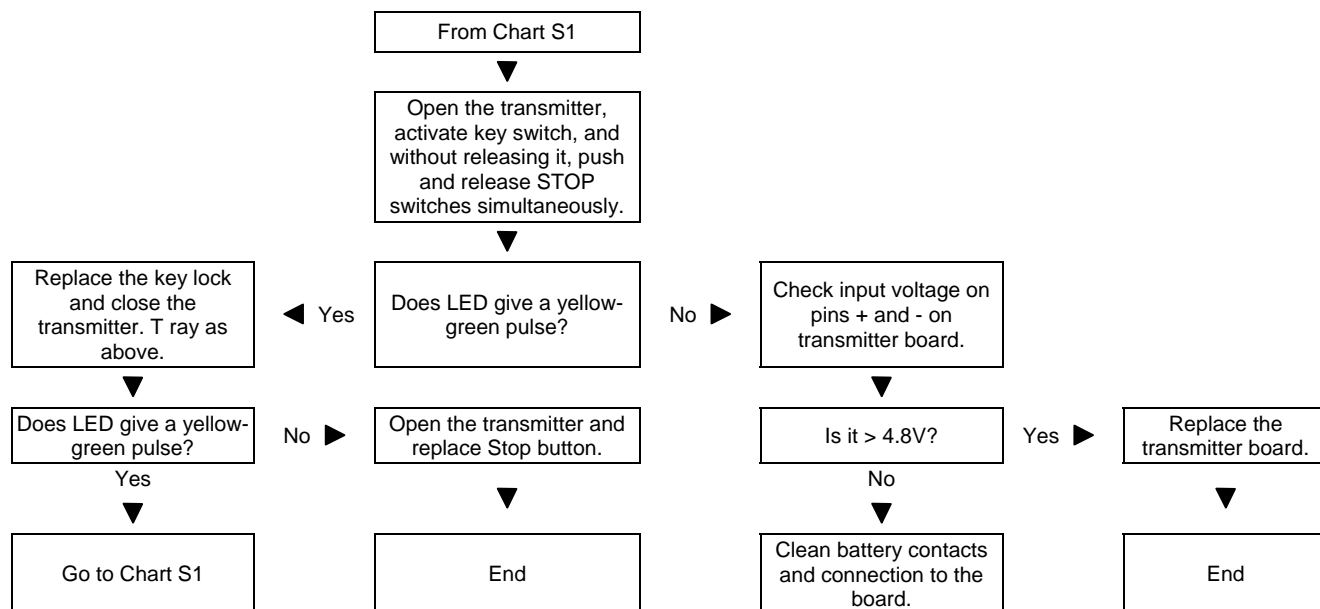 From Chart S1
Open the transmitter,
activate key switch, and
without releasing it, push
and release STOP
switches simultaneously.
Replace the key lock
and close the
transmitter. T ray as
above.
Yes
Does LED give a yellow-
green pulse?
No
Check input voltage on
pins + and - on
transmitter board.
Does LED give a yellow-
green pulse?
No
Open the transmitter and
replace Stop button.
Is it > 4.8V?
Yes
Replace the
transmitter board.
Yes
No
Go to Chart S1
End
Clean battery contacts
and connection to the
board.
End